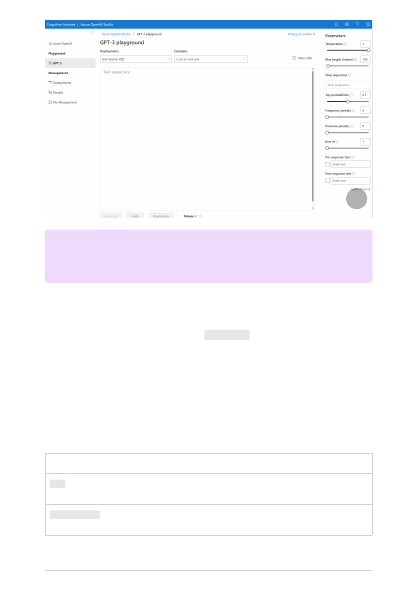 Cognitive Services | Azure OpenAI Studio
Azure OpenAI Studio > GPT-3 playground
Privacy & cookies
GPT-3 playground
Azure OpenAI
Playground
GPT-3
Management
Deployments
Models
File Management
Deployments
Examples
Load an example
View code
Start typing here
Parameters
Temperature
1
Max length (tokens)
100
Stop sequences
Stop sequences
Top probabilities
0.5
Frequency penalty
0
Presence penalty
0
Best of
1
Pre-response text
Enter text
Post-response text
Enter text
Generate
Undo
Regenerate
Tokens: 0